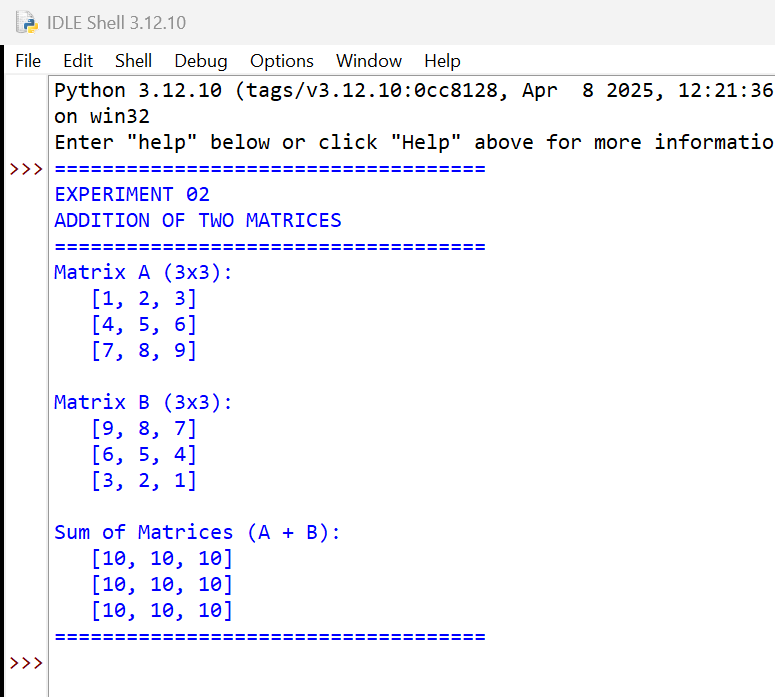 IDLE Shell 3.12.10
File Edit Shell Debug Options Window Help
Python 3.12.10 (tags/v3.12.10:0cc8128, Apr  8 2025, 12:21:36
on win32
Enter "help" below or click "Help" above for more informatio
>>> ====================================
EXPERIMENT 02
ADDITION OF TWO MATRICES
====================================
Matrix A (3x3):
   [1, 2, 3]
   [4, 5, 6]
   [7, 8, 9]

Matrix B (3x3):
   [9, 8, 7]
   [6, 5, 4]
   [3, 2, 1]

Sum of Matrices (A + B):
   [10, 10, 10]
   [10, 10, 10]
   [10, 10, 10]
====================================
>>>